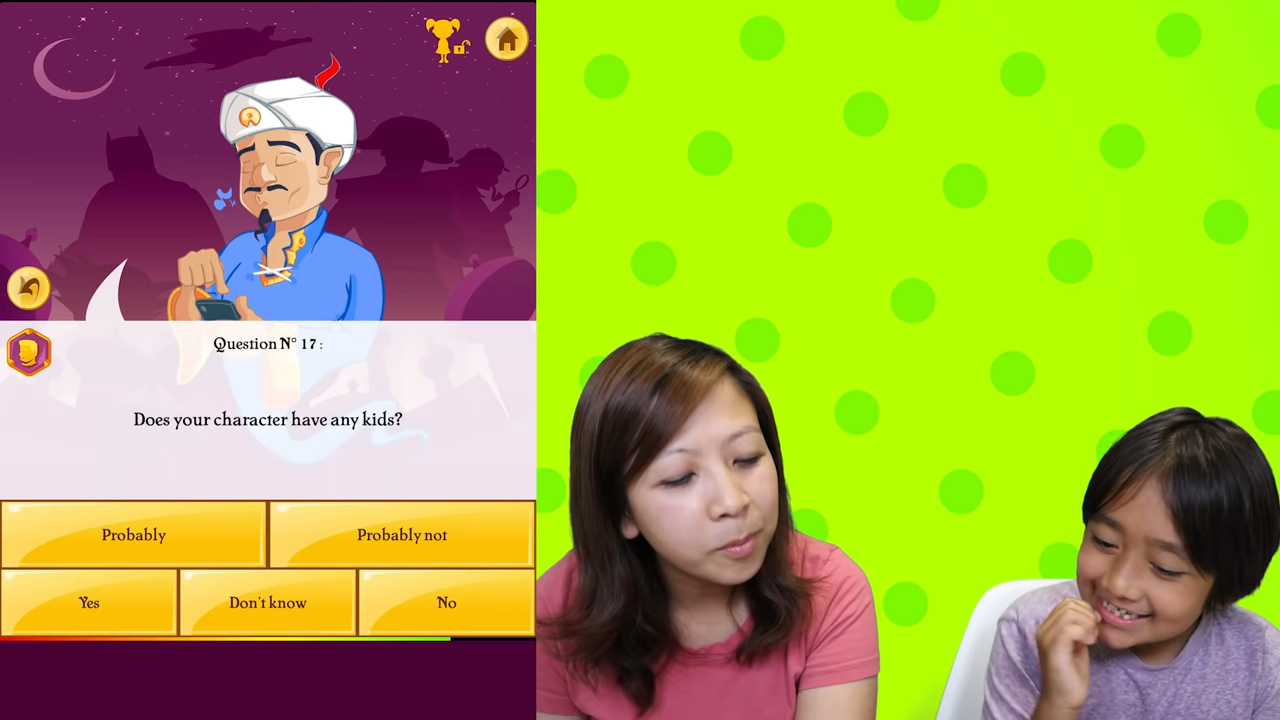 Question N° 17 :
Does your character have any kids?
Probably
Probably not
Yes
Don't know
No